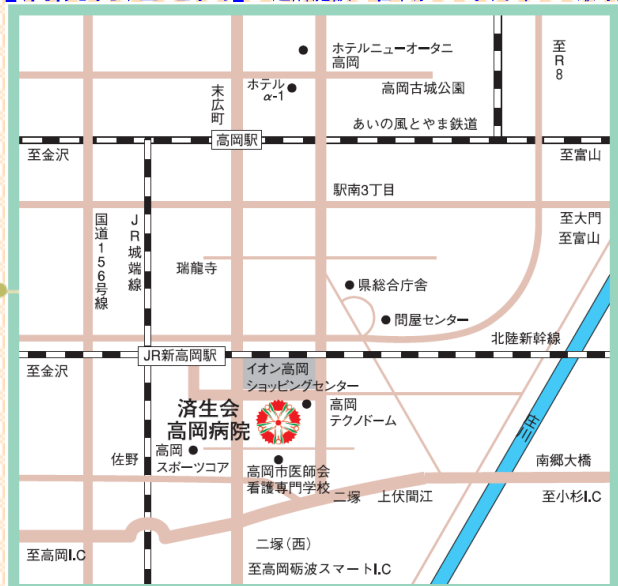 ホテルニューオータニ
高岡
至R8
ホテル
α-1
末広町
高岡古城公園
あいの風とやま鉄道
高岡駅
至金沢
至富山
駅南3丁目
国道156号線
JR城端線
至大門
至富山
瑞龍寺
県総合庁舎
問屋センター
北陸新幹線
JR新高岡駅
至金沢
イオン高岡
ショッピングセンター
済生会
高岡病院
高岡
テクノドーム
庄川
佐野
高岡
スポーツコア
高岡市医師会
看護専門学校
南郷大橋
二塚
上伏間江
至小杉I.C
至高岡I.C
二塚(西)
至高岡砺波スマートI.C